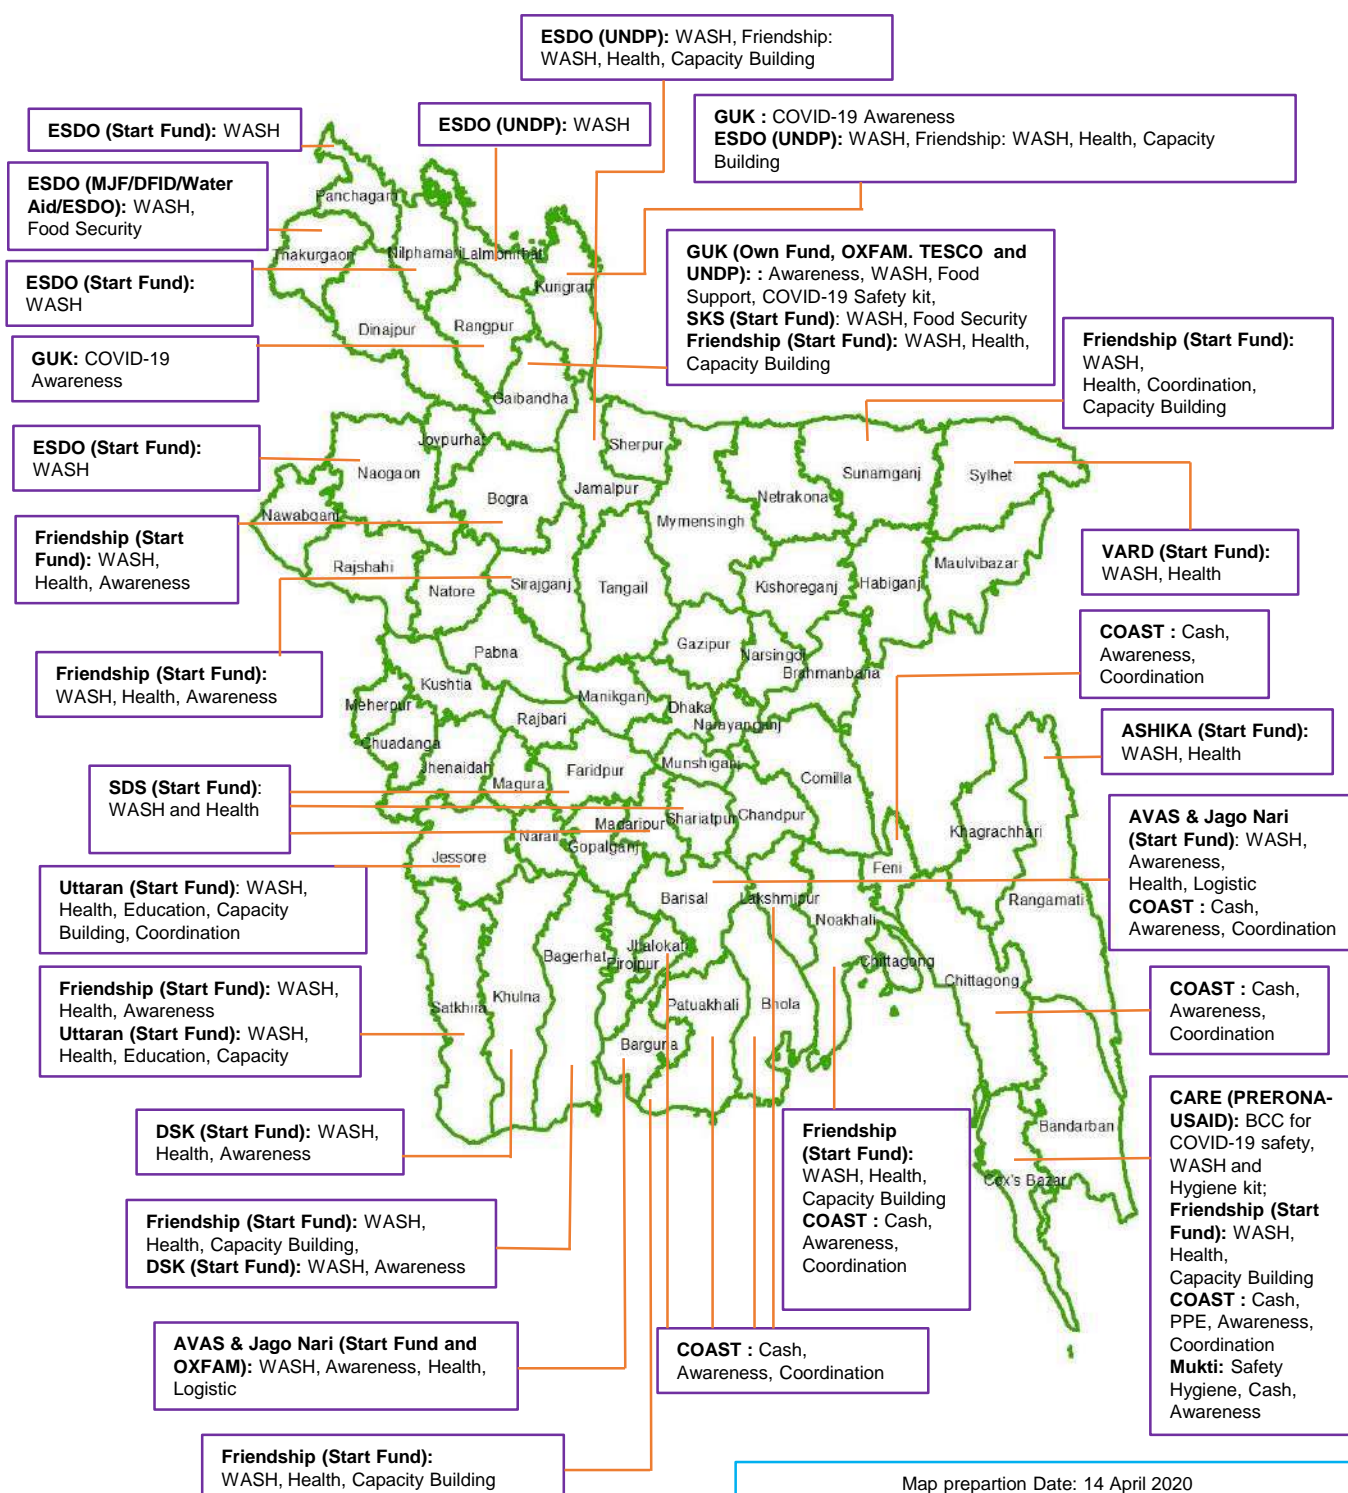 ESDO (UNDP): WASH, Friendship:
WASH, Health, Capacity Building
ESDO (Start Fund): WASH
ESDO (UNDP): WASH
GUK : COVID-19 Awareness
ESDO (UNDP): WASH, Friendship: WASH, Health, Capacity
Building
ESDO (MJF/DFID/Water
Aid/ESDO): WASH,
Food Security
ESDO (Start Fund):
WASH
GUK: COVID-19
Awareness
GUK (Own Fund, OXFAM. TESCO and
UNDP): : Awareness, WASH, Food
Support, COVID-19 Safety kit,
SKS (Start Fund): WASH, Food Security
Friendship (Start Fund): WASH, Health,
Capacity Building
Friendship (Start Fund):
WASH,
Health, Coordination,
Capacity Building
ESDO (Start Fund):
WASH
Friendship (Start
Fund): WASH,
Health, Awareness
VARD (Start Fund):
WASH, Health
Friendship (Start Fund):
WASH, Health, Awareness
COAST : Cash,
Awareness,
Coordination
ASHIKA (Start Fund):
WASH, Health
SDS (Start Fund):
WASH and Health
AVAS & Jago Nari
(Start Fund): WASH,
Awareness,
Health, Logistic
COAST : Cash,
Awareness, Coordination
Uttaran (Start Fund): WASH,
Health, Education, Capacity
Building, Coordination
Friendship (Start Fund): WASH,
Health, Awareness
Uttaran (Start Fund): WASH,
Health, Education, Capacity
COAST : Cash,
Awareness,
Coordination
DSK (Start Fund): WASH,
Health, Awareness
Friendship
(Start Fund):
WASH, Health,
Capacity Building
COAST : Cash,
Awareness,
Coordination
CARE (PRERONA-
USAID): BCC for
COVID-19 safety,
WASH and
Hygiene kit;
Friendship (Start
Fund): WASH,
Health,
Capacity Building
COAST : Cash,
PPE, Awareness,
Coordination
Mukti: Safety
Hygiene, Cash,
Awareness
Friendship (Start Fund): WASH,
Health, Capacity Building,
DSK (Start Fund): WASH, Awareness
AVAS & Jago Nari (Start Fund and
OXFAM): WASH, Awareness, Health,
Logistic
COAST : Cash,
Awareness, Coordination
Friendship (Start Fund):
WASH, Health, Capacity Building
Map prepartion Date: 14 April 2020
Panchagarh
Thakurgaon
Nilphamari
Lalmonirhat
Kurigram
Dinajpur
Rangpur
Gaibandha
Joypurhat
Naogaon
Bogra
Sherpur
Jamalpur
Netrakona
Sunamganj
Sylhet
Mymensingh
Nawabganj
Rajshahi
Natore
Sirajganj
Tangail
Kishoreganj
Habiganj
Maulvibazar
Pabna
Gazipur
Narsingdi
Brahmanbaria
Kushtia
Meherpur
Manikganj
Dhaka
Narayanganj
Rajbari
Chuadanga
Jhenaidah
Magura
Faridpur
Munshiganj
Comilla
Narail
Madaripur
Gopalganj
Shariatpur
Chandpur
Khagrachhari
Jessore
Barisal
Lakshmipur
Feni
Noakhali
Rangamati
Jhalokati
Pirojpur
Bagerhat
Khulna
Satkhira
Patuakhali
Bhola
Barguna
Chittagong
Chittagong
Bandarban
Cox's Bazar